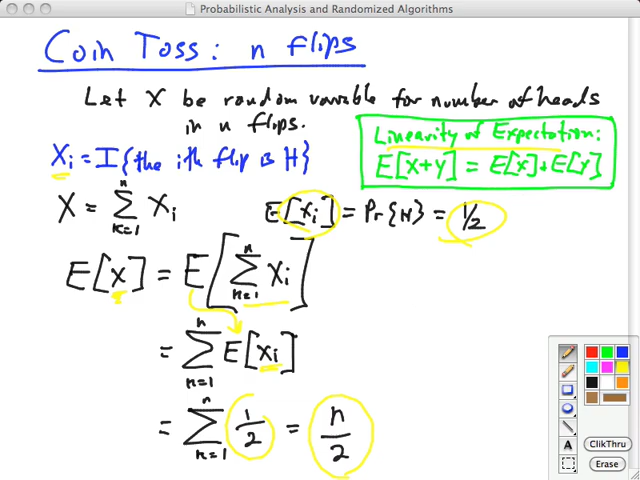 Probabilistic Analysis and Randomized Algorithms
Coin Toss: n flips
Let X be random variable for number of heads
in n flips.
Linearity of Expectation:
E[X+Y] = E[X]+E[Y]
Xi = I{the ith flip is H}
X = n∑n=1 Xi
E[Xi] = Pr{H} = 1/2
E[X] = E[n∑n=1 Xi]
= n∑n=1 E[Xi]
= n∑n=1 1/2 = n/2
A
ClikThru
Erase